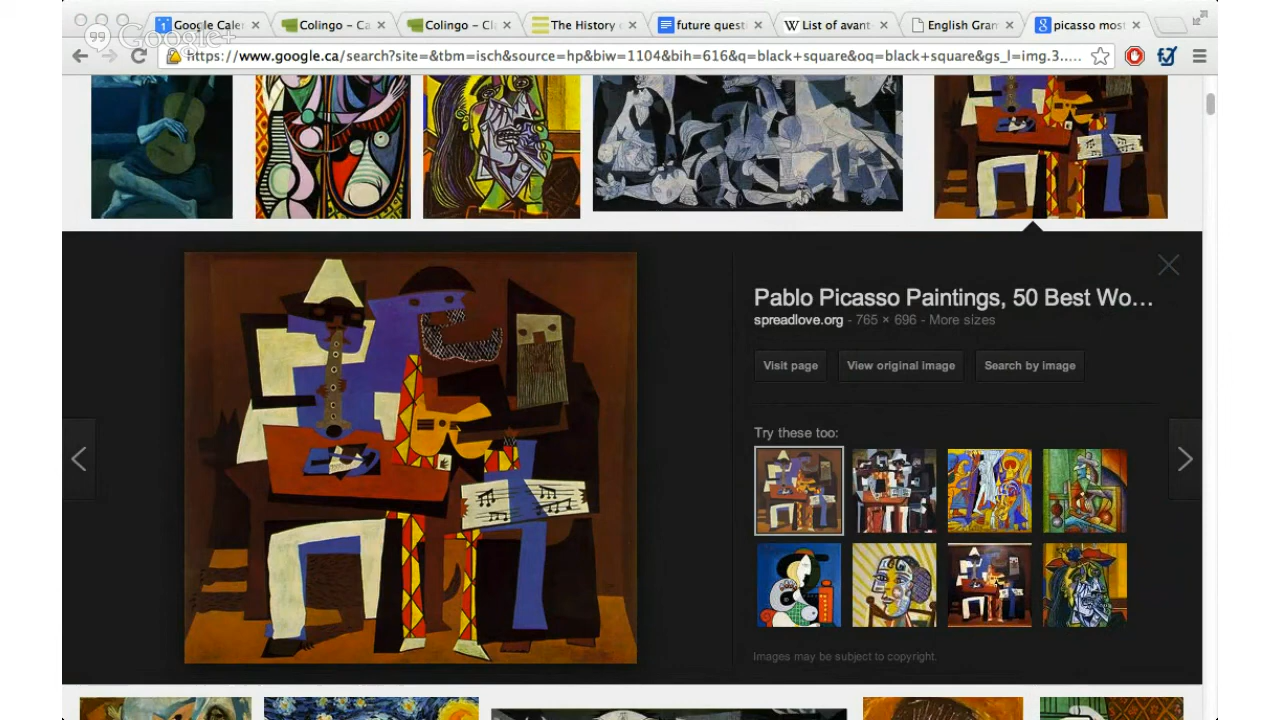 1 Google Caler
Colingo – Ca
Colingo – Cl
The History
future quest
W List of avant-
English Gran
picasso most
Google+
https://www.google.ca/search?site=&tbm=isch&source=hp&biw=1104&bih=616&q=black+square&oq=black+square&gs_l=img.3.....
Pablo Picasso Paintings, 50 Best Wo...
spreadlove.org - 765 × 696 - More sizes
Visit page View original image Search by image
Try these too:
Images may be subject to copyright.